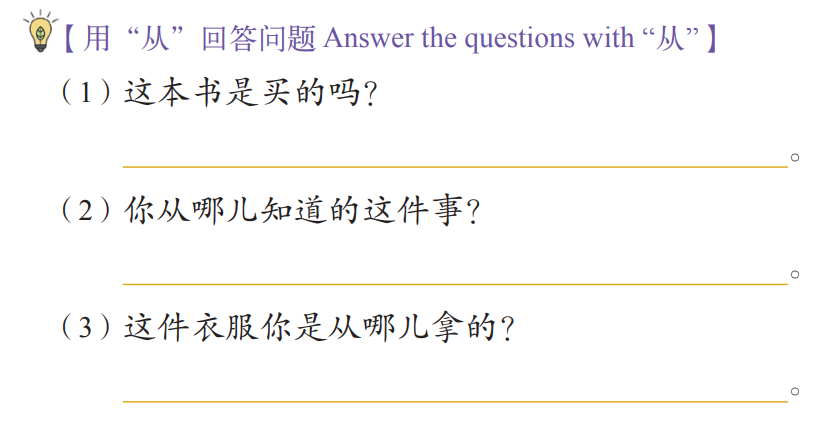 【用“从”回答问题 Answer the questions with “从”】
（1）这本书是买的吗？
。
（2）你从哪儿知道的这件事？
。
（3）这件衣服你是从哪儿拿的？
。